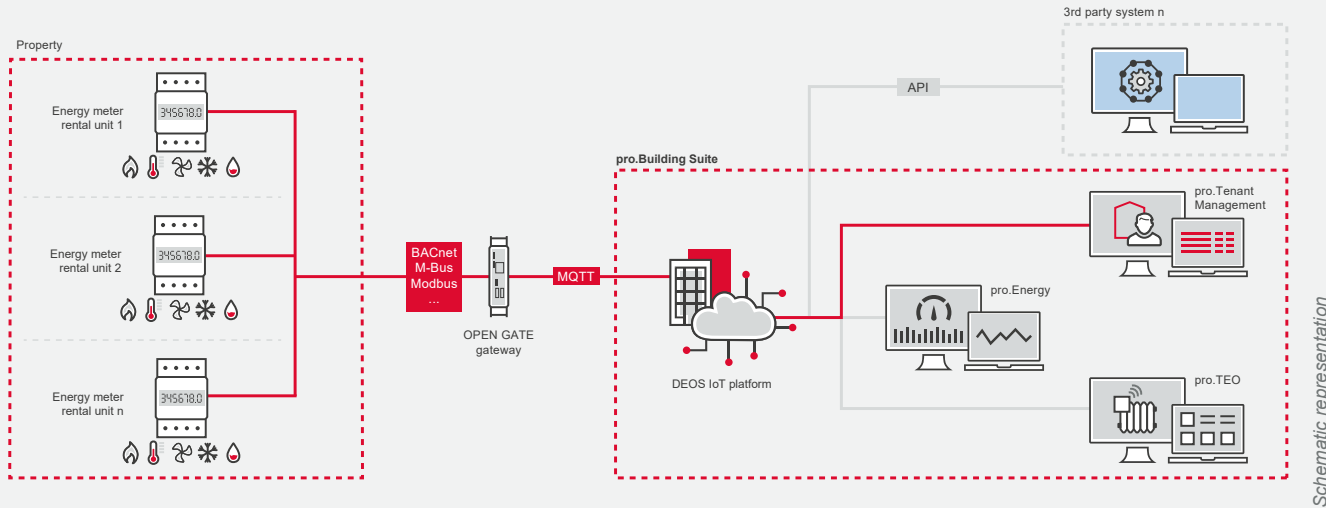 Property
Energy meter
rental unit 1
345678.0
Energy meter
rental unit 2
345678.0
Energy meter
rental unit n
345678.0
BACnet
M-Bus
Modbus
...
OPEN GATE
gateway
MQTT
pro.Building Suite
DEOS IoT platform
API
3rd party system n
pro.Tenant
Management
pro.Energy
pro.TEO
Schematic representation